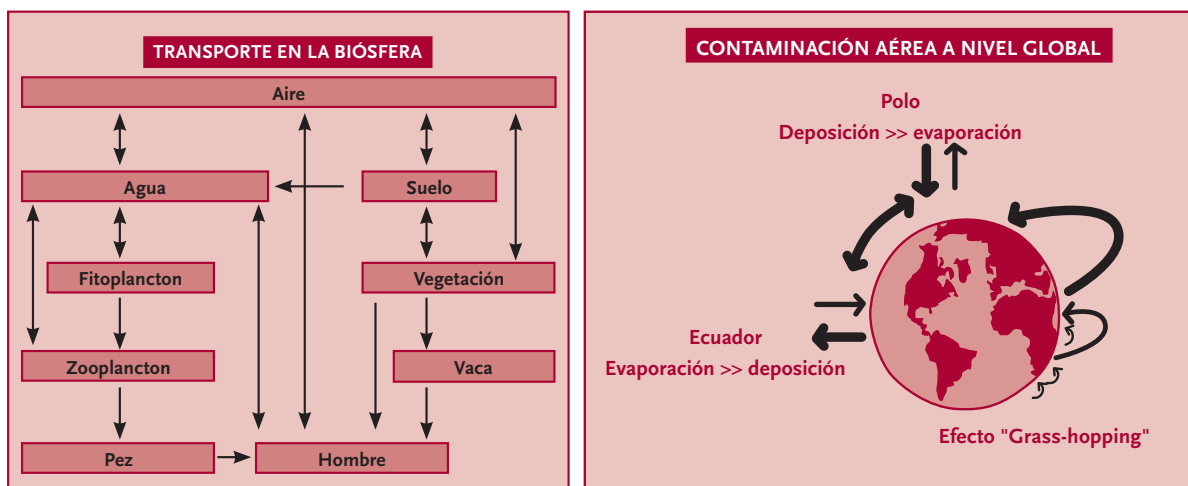 TRANSPORTE EN LA BIÓSFERA
Aire
Agua
Suelo
Fitoplancton
Vegetación
Zooplancton
Vaca
Pez
Hombre
CONTAMINACIÓN AÉREA A NIVEL GLOBAL
Polo
Deposición >> evaporación
Ecuador
Evaporación >> deposición
Efecto "Grass-hopping"